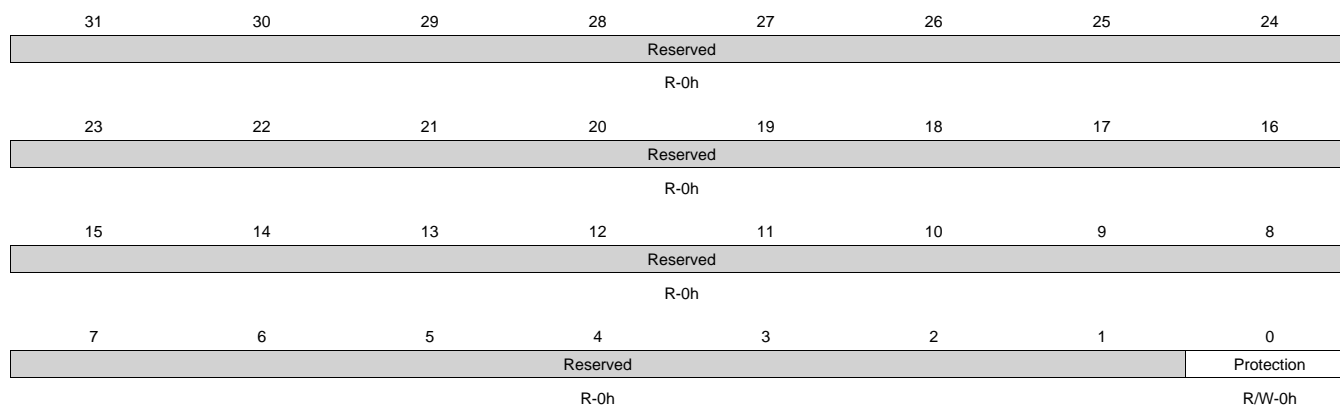 31 30 29 28 27 26 25 24
Reserved
R-0h
23 22 21 20 19 18 17 16
Reserved
R-0h
15 14 13 12 11 10 9 8
Reserved
R-0h
7 6 5 4 3 2 1 0
Reserved Protection
R-0h R/W-0h